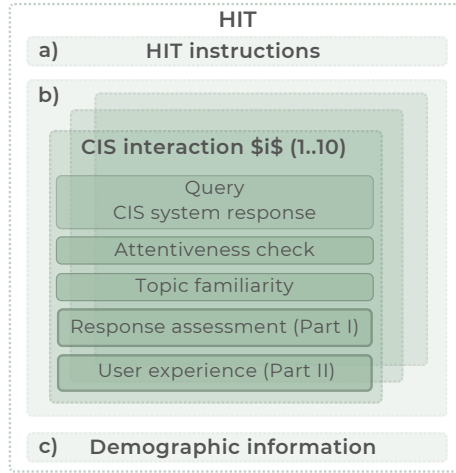 HIT
a) HIT instructions
b)
CIS interaction $i$ (1..10)
Query
CIS system response
Attentiveness check
Topic familiarity
Response assessment (Part I)
User experience (Part II)
c) Demographic information